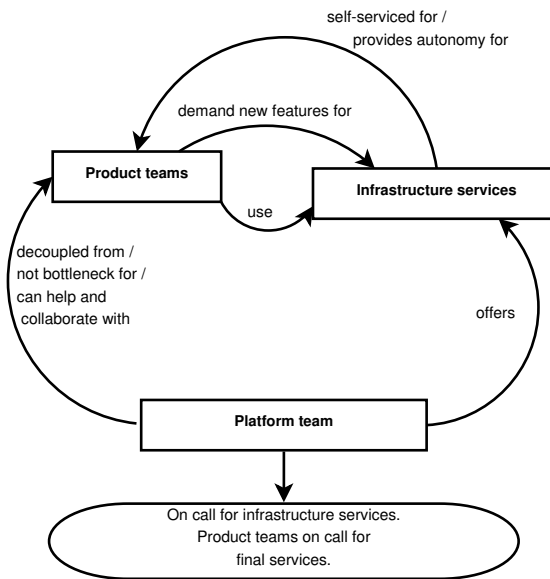 self-serviced for /
provides autonomy for
demand new features for
Product teams
Infrastructure services
use
decoupled from /
not bottleneck for /
can help and
collaborate with
offers
Platform team
On call for infrastructure services.
Product teams on call for
final services.